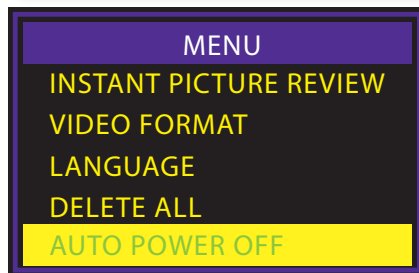 MENU
INSTANT PICTURE REVIEW
VIDEO FORMAT
LANGUAGE
DELETE ALL
AUTO POWER OFF